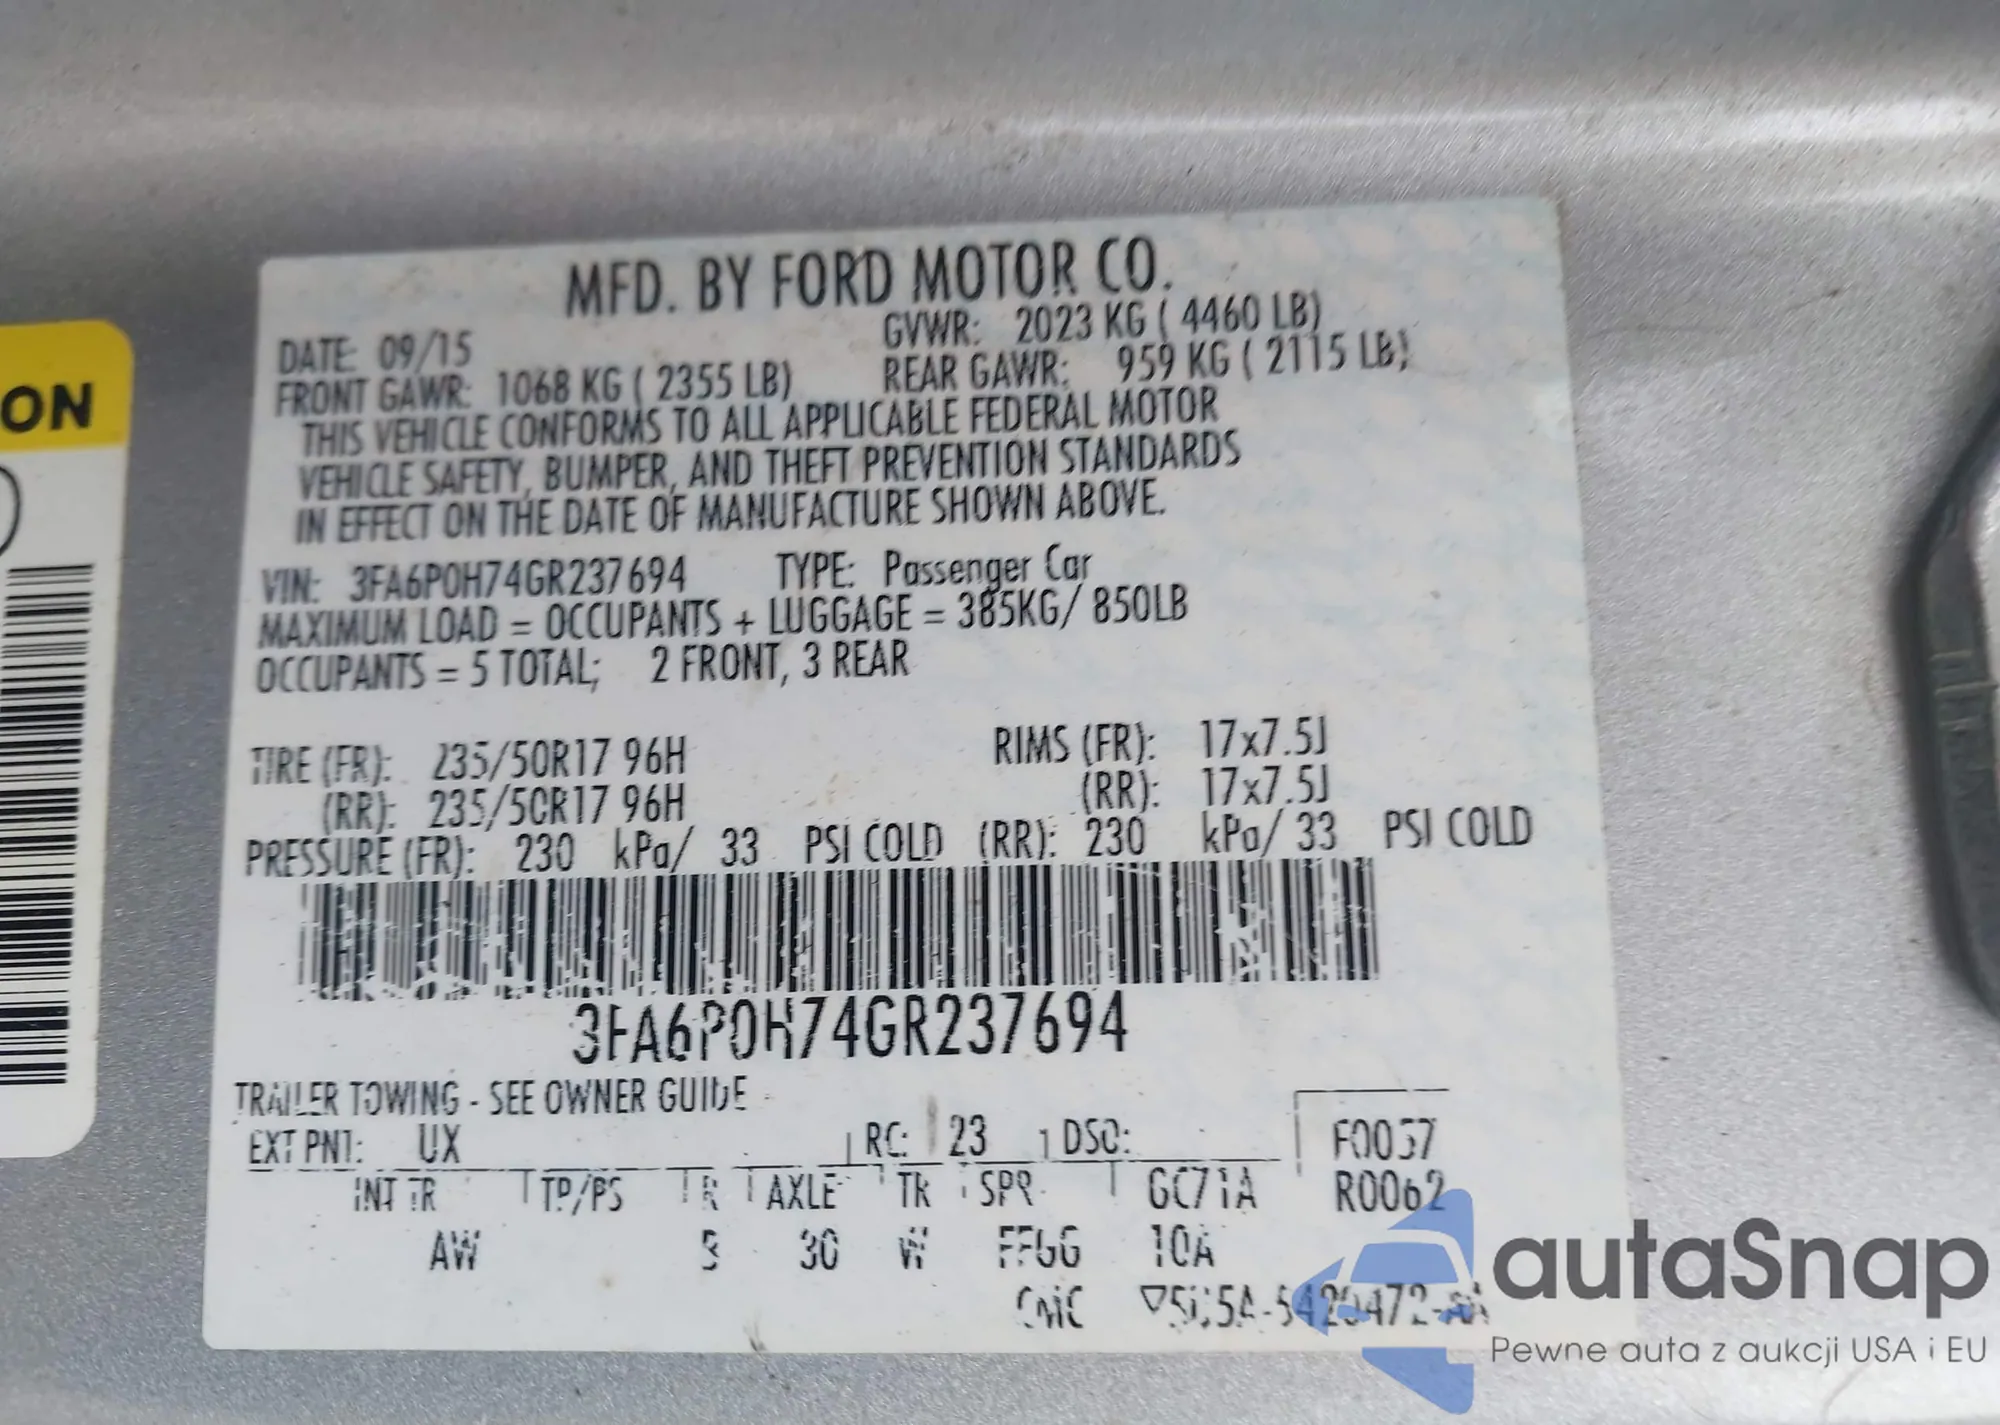 ON
MFD. BY FORD MOTOR CO.
DATE: 09/15 GVWR: 2023 KG ( 4460 LB)
FRONT GAWR: 1068 KG ( 2355 LB) REAR GAWR: 959 KG ( 2115 LB)
THIS VEHICLE CONFORMS TO ALL APPLICABLE FEDERAL MOTOR
VEHICLE SAFETY, BUMPER, AND THEFT PREVENTION STANDARDS
IN EFFECT ON THE DATE OF MANUFACTURE SHOWN ABOVE.
VIN: 3FA6P0H74GR237694 TYPE: Passenger Car
MAXIMUM LOAD = OCCUPANTS + LUGGAGE = 385KG/ 850LB
OCCUPANTS = 5 TOTAL; 2 FRONT, 3 REAR
TIRE (FR): 235/50R17 96H RIMS (FR): 17x7.5J
(RR): 235/50R17 96H (RR): 17x7.5J
PRESSURE (FR): 230 kPa/ 33 PSI COLD (RR): 230 kPa/ 33 PSI COLD
3FA6P0H74GR237694
TRAILER TOWING - SEE OWNER GUIDE
EXT PNT: UX RC: 23 DSO: F0057
INT TR TP/PS R AXLE TR SPR GC71A R0062
AW 30 W FFGG 10A
autaSnap
Pewne auta z aukcji USA i EU